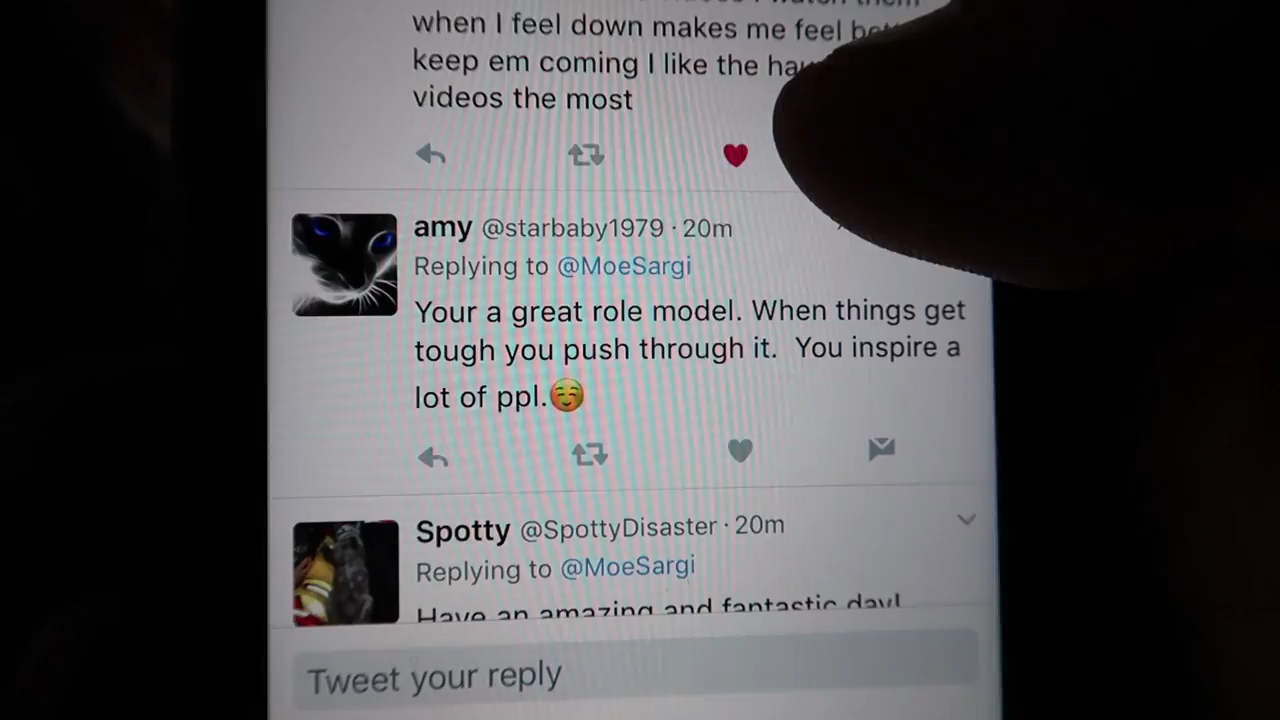 when I feel down makes me feel
keep em coming I like the
videos the most
amy @starbaby1979 · 20m
Replying to @MoeSargi
Your a great role model. When things get
tough you push through it. You inspire a
lot of ppl.☺️
Spotty @SpottyDisaster · 20m
Replying to @MoeSargi
Have an amazing and fantastic day!
Tweet your reply